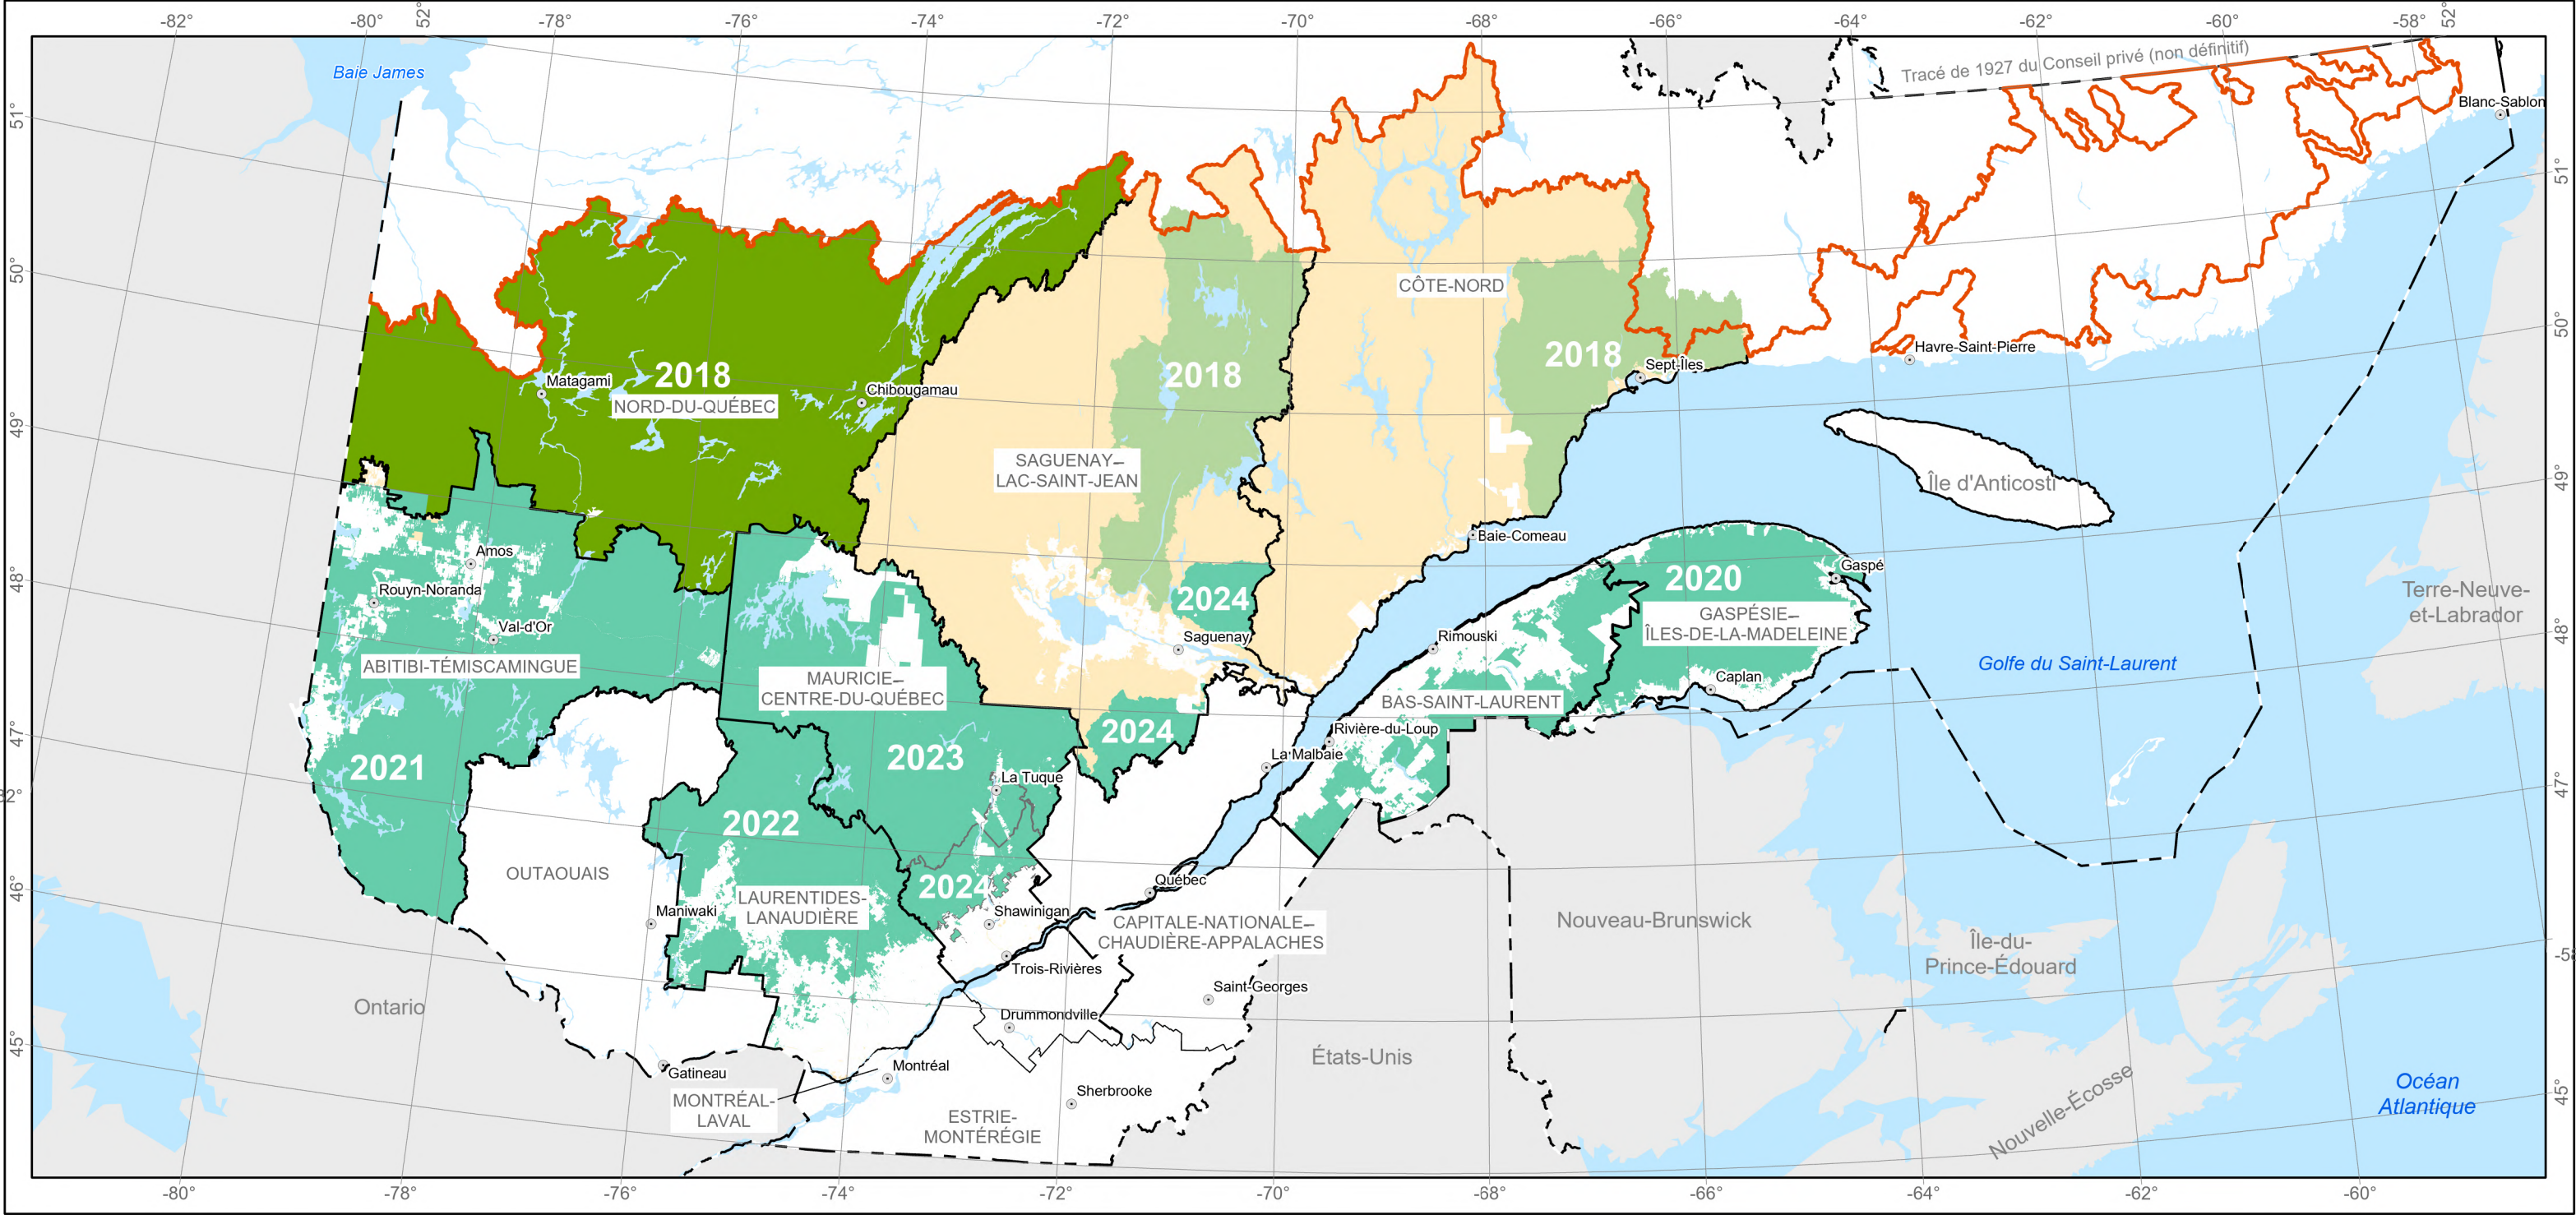 -82°
-80°
52°
-78°
-76°
-74°
-72°
-70°
-68°
-66°
-64°
-62°
-60°
-58°
52°
Baie James
Tracé de 1927 du Conseil privé (non définitif)
Blanc-Sablon
51°
51°
50°
50°
49°
49°
48°
48°
47°
47°
46°
45°
45°
CÔTE-NORD
2018
NORD-DU-QUÉBEC
Matagami
Chibougamau
2018
2018
Sept-Îles
Havre-Saint-Pierre
SAGUENAY–
LAC-SAINT-JEAN
Île d'Anticosti
Baie-Comeau
Amos
Rouyn-Noranda
Val-d'Or
ABITIBI-TÉMISCAMINGUE
2021
2024
Saguenay
2020
Gaspé
GASPÉSIE–
ÎLES-DE-LA-MADELEINE
Caplan
Rimouski
BAS-SAINT-LAURENT
Rivière-du-Loup
La Malbaie
Terre-Neuve-
et-Labrador
Golfe du Saint-Laurent
MAURICIE–
CENTRE-DU-QUÉBEC
2023
2024
La Tuque
2022
OUTAOUAIS
Maniwaki
LAURENTIDES-
LANAUDIÈRE
2024
Shawinigan
Québec
CAPITALE-NATIONALE–
CHAUDIÈRE-APPALACHES
Trois-Rivières
Saint-Georges
Drummondville
Nouveau-Brunswick
Île-du-
Prince-Édouard
Ontario
États-Unis
Gatineau
Montréal
MONTRÉAL-
LAVAL
Sherbrooke
ESTRIE-
MONTÉRÉGIE
Nouvelle-Écosse
Océan
Atlantique
-80°
-78°
-76°
-74°
-72°
-70°
-68°
-66°
-64°
-62°
-60°